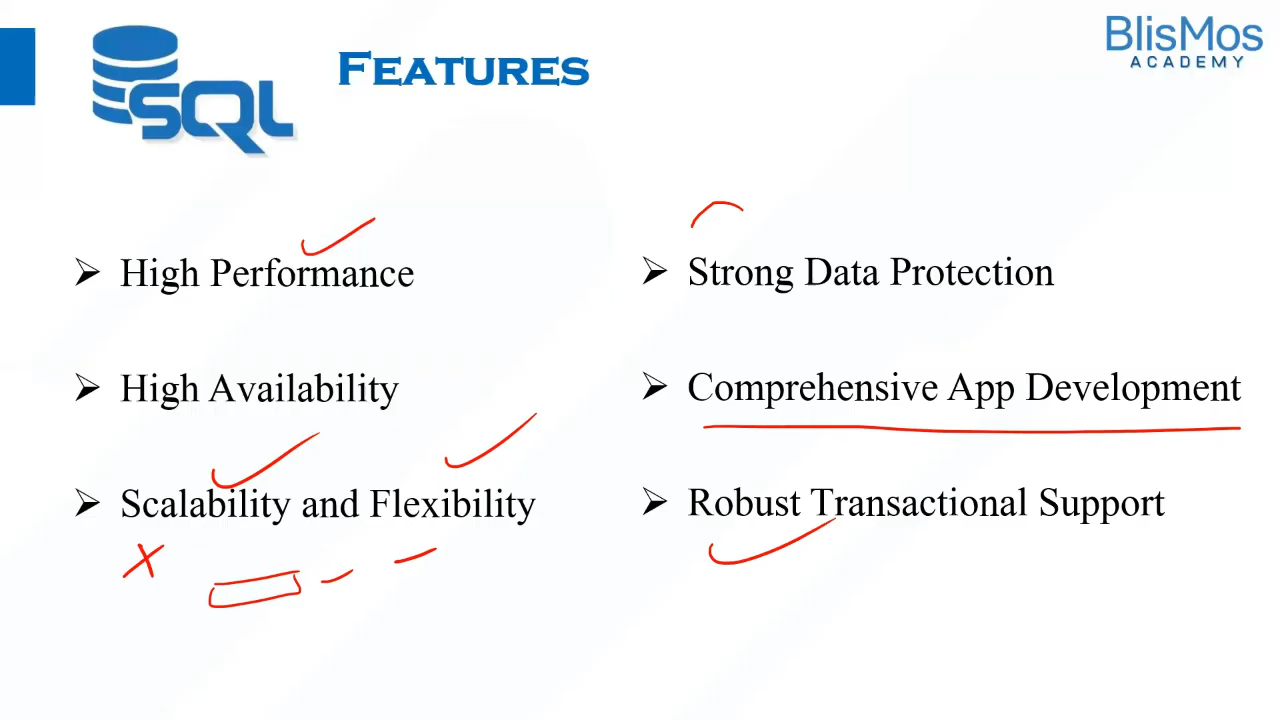 SQL
FEATURES
BlisMos
ACADEMY
➢ High Performance
➢ High Availability
➢ Scalability and Flexibility
➢ Strong Data Protection
➢ Comprehensive App Development
➢ Robust Transactional Support